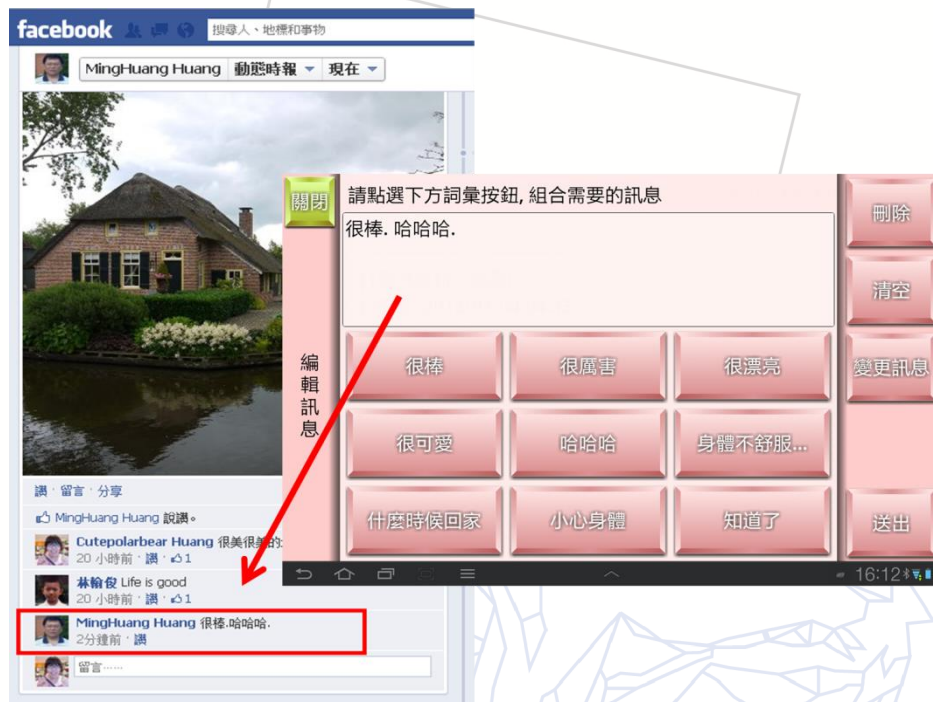 facebook
搜尋人、地標和事物
MingHuang Huang 動態時報 現在
讚·留言·分享
MingHuang Huang 說讚。
Cutepolarbear Huang 很美很美的
20 小時前·讚·1
林翰俊 Life is good
20 小時前·讚·1
MingHuang Huang 很棒.哈哈哈.
2分鐘前·讚
留言……
關閉
請點選下方詞彙按鈕, 組合需要的訊息
很棒. 哈哈哈.
刪除
清空
編輯訊息
很棒
很厲害
很漂亮
變更訊息
很可愛
哈哈哈
身體不舒服...
什麼時候回家
小心身體
知道了
送出
16:12